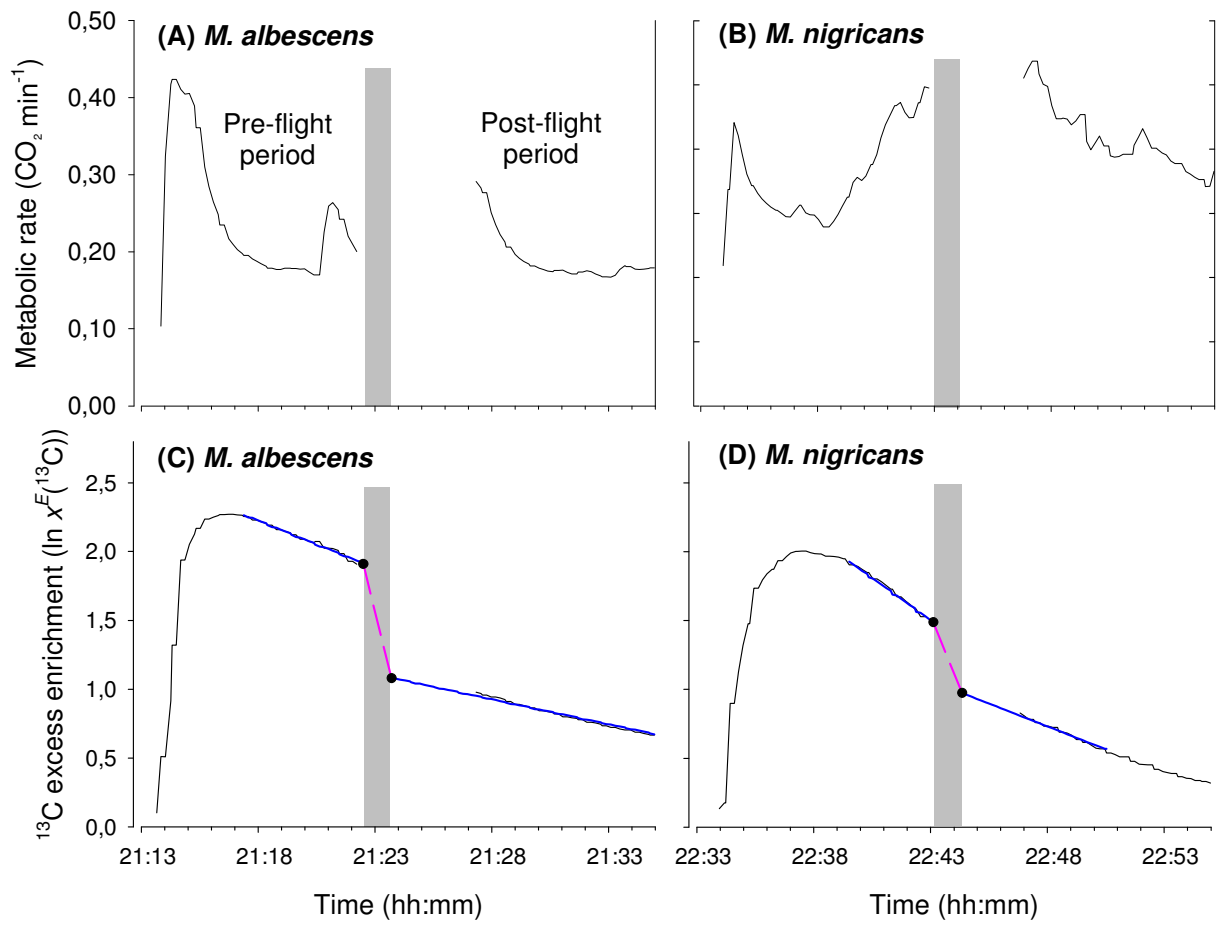 (A) M. albescens
(B) M. nigricans
Pre-flight
period
Post-flight
period
Metabolic rate (CO₂ min⁻¹)
0,50
0,40
0,30
0,20
0,10
0,00
(C) M. albescens
(D) M. nigricans
¹³C excess enrichment (ln xᴱ(¹³C))
2,5
2,0
1,5
1,0
0,5
0,0
21:13 21:18 21:23 21:28 21:33
22:33 22:38 22:43 22:48 22:53
Time (hh:mm)
Time (hh:mm)